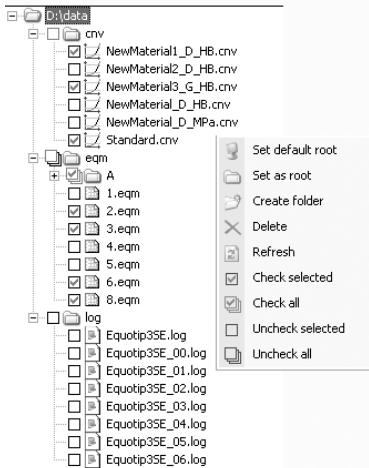 D:\data
cnv
NewMaterial1_D_HB.cnv
NewMaterial2_D_HB.cnv
NewMaterial3_G_HB.cnv
NewMaterial_D_HB.cnv
NewMaterial_D_MPa.cnv
Standard.cnv
eqm
A
1.eqm
2.eqm
3.eqm
4.eqm
5.eqm
6.eqm
8.eqm
log
Equotip3SE.log
Equotip3SE_00.log
Equotip3SE_01.log
Equotip3SE_02.log
Equotip3SE_03.log
Equotip3SE_04.log
Equotip3SE_05.log
Equotip3SE_06.log
Set default root
Set as root
Create folder
Delete
Refresh
Check selected
Check all
Uncheck selected
Uncheck all